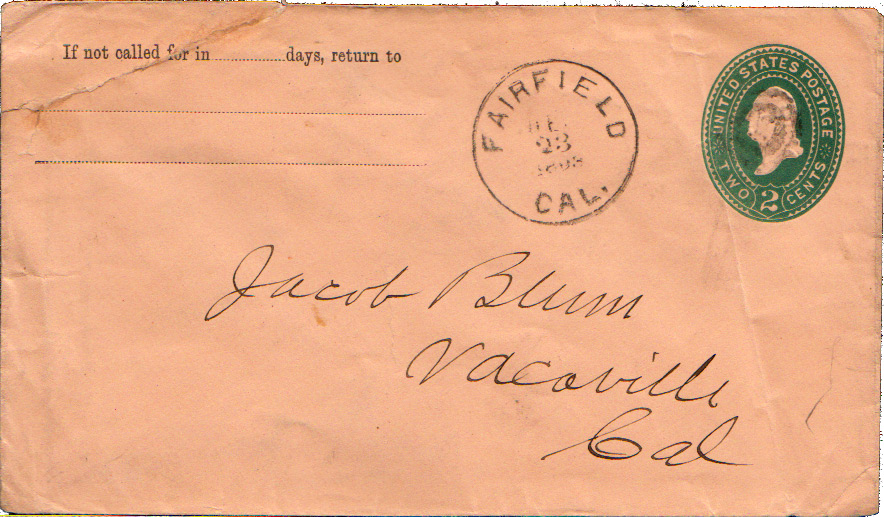 If not called for in ............ days, return to
FAIRFIELD
23
CAL.
UNITED STATES POSTAGE
TWO 2 CENTS
Jacob Blum
Vacaville
Cal